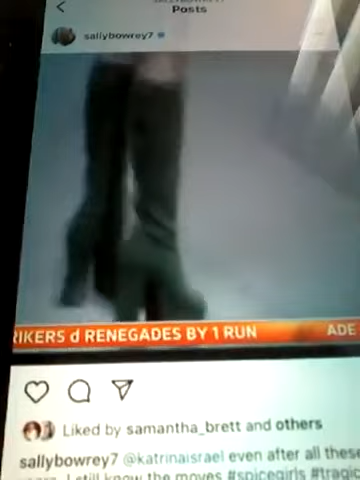 Posts
sallybowrey7
RIKERS d RENEGADES BY 1 RUN ADE
Liked by samantha_brett and others
sallybowrey7 @katrinaisrael even after all these
I still know the moves #spicegirls #tragic